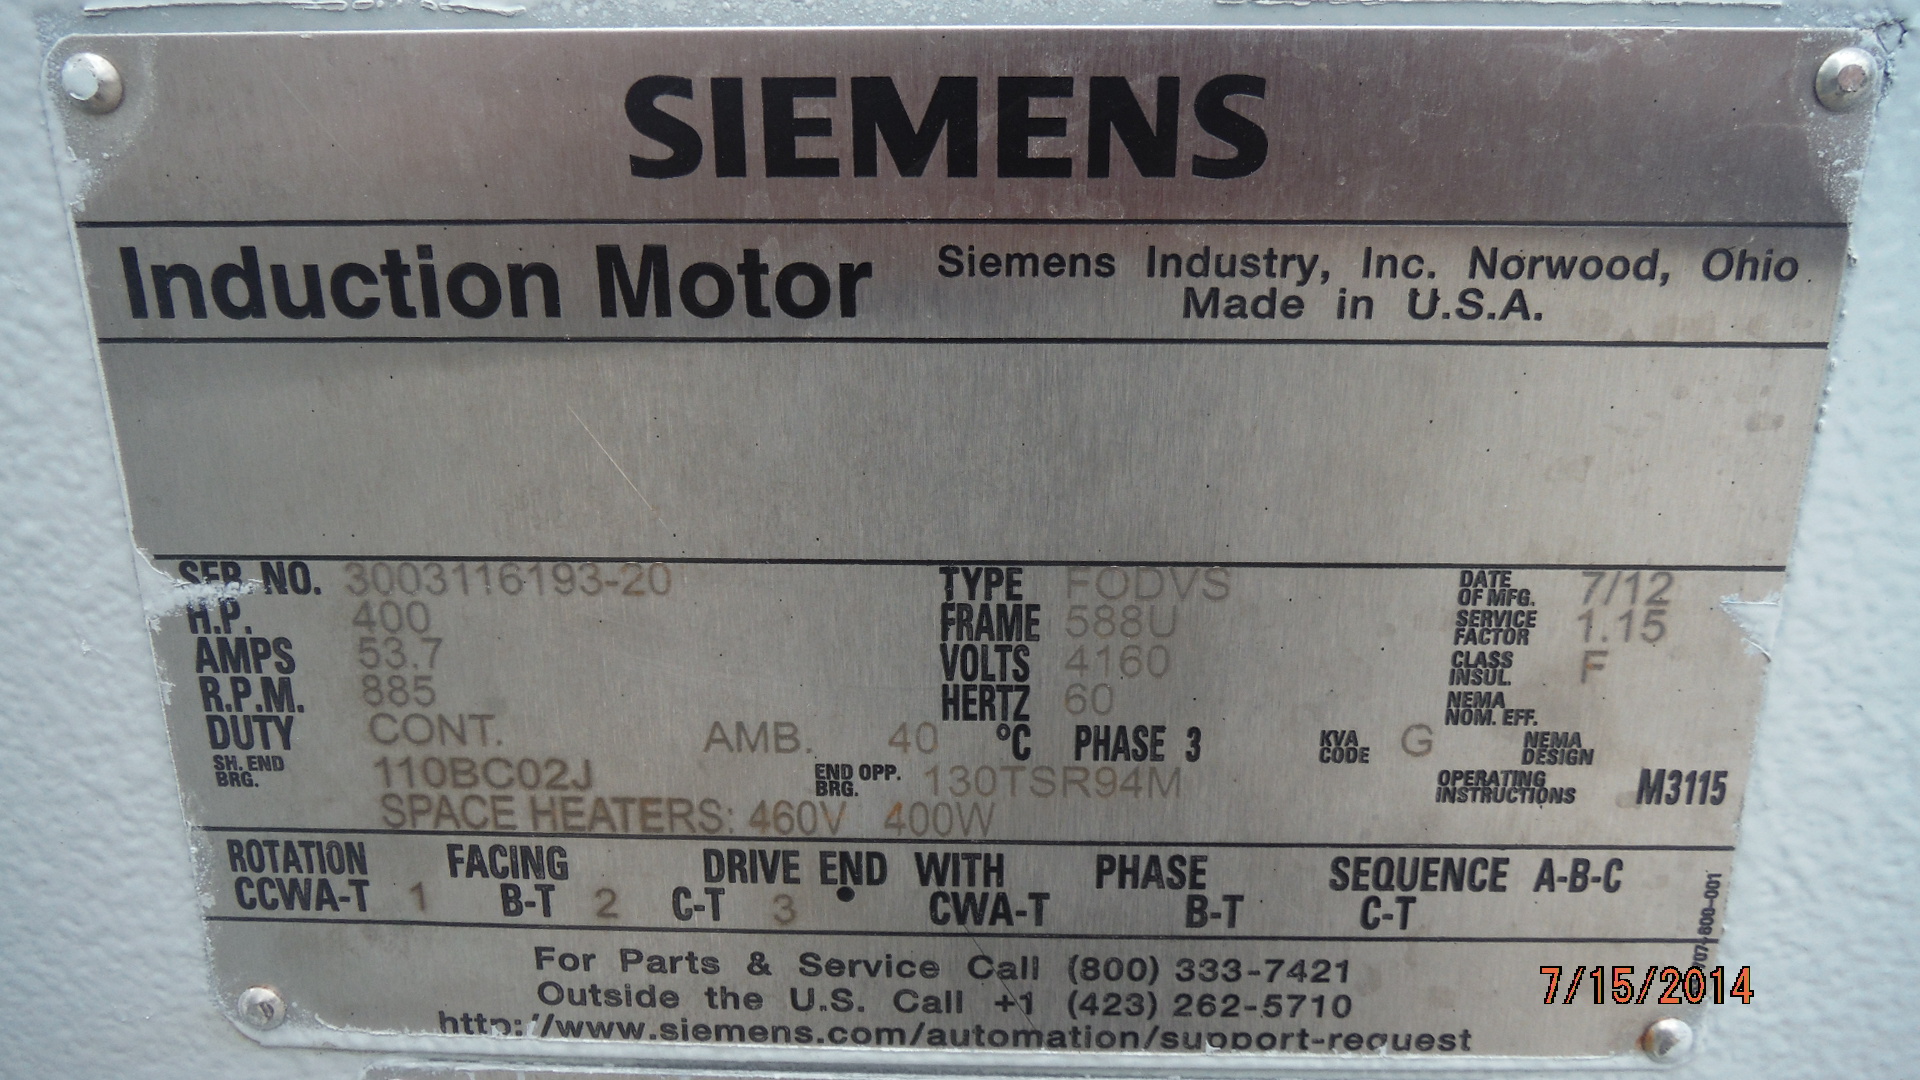 SIEMENS
Induction Motor Siemens Industry, Inc. Norwood, Ohio
Made in U.S.A.
SER NO. 3003116193-20 TYPE FODVS DATE OF MFG. 7/12
H.P. 400 FRAME 588U SERVICE FACTOR 1.15
AMPS 53.7 VOLTS 4160 CLASS INSUL. F
R.P.M. 885 HERTZ 60 NEMA NOM. EFF.
DUTY CONT. AMB. 40 °C PHASE 3 KVA CODE G NEMA DESIGN
SH. END BRG. 110BC02J END OPP. BRG. 130TSR94M OPERATING INSTRUCTIONS M3115
SPACE HEATERS: 460V 400W
ROTATION FACING DRIVE END WITH PHASE SEQUENCE A-B-C
CCWA-T 1 B-T 2 C-T 3 CWA-T B-T C-T
For Parts & Service Call (800) 333-7421
Outside the U.S. Call +1 (423) 262-5710
http://www.siemens.com/automation/support-request
7/15/2014